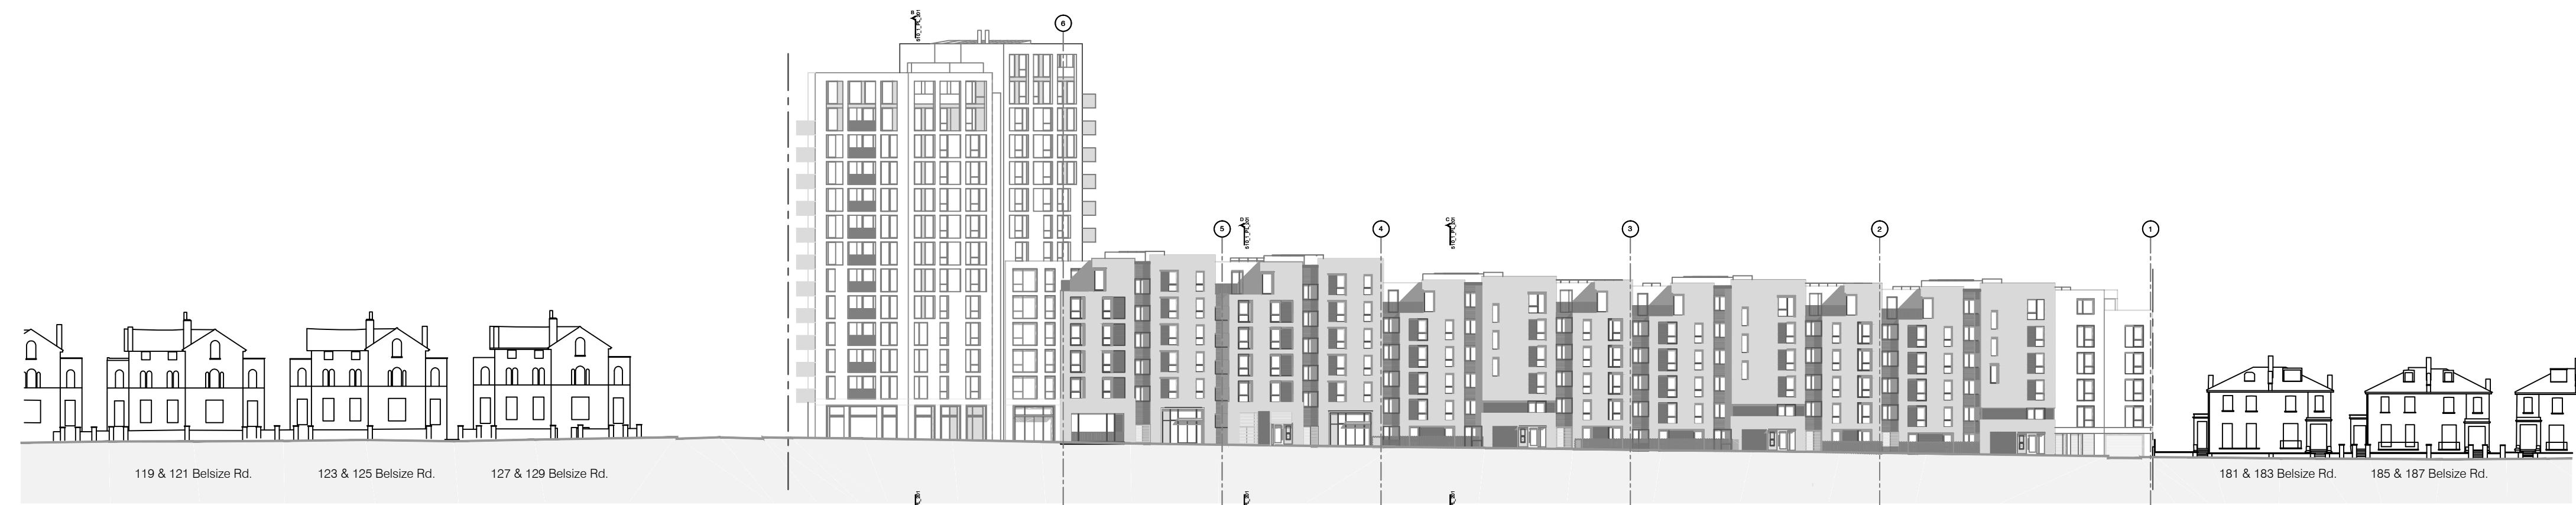 B
6
5
D
4
C
3
2
1
119 & 121 Belsize Rd.
123 & 125 Belsize Rd.
127 & 129 Belsize Rd.
181 & 183 Belsize Rd.
185 & 187 Belsize Rd.